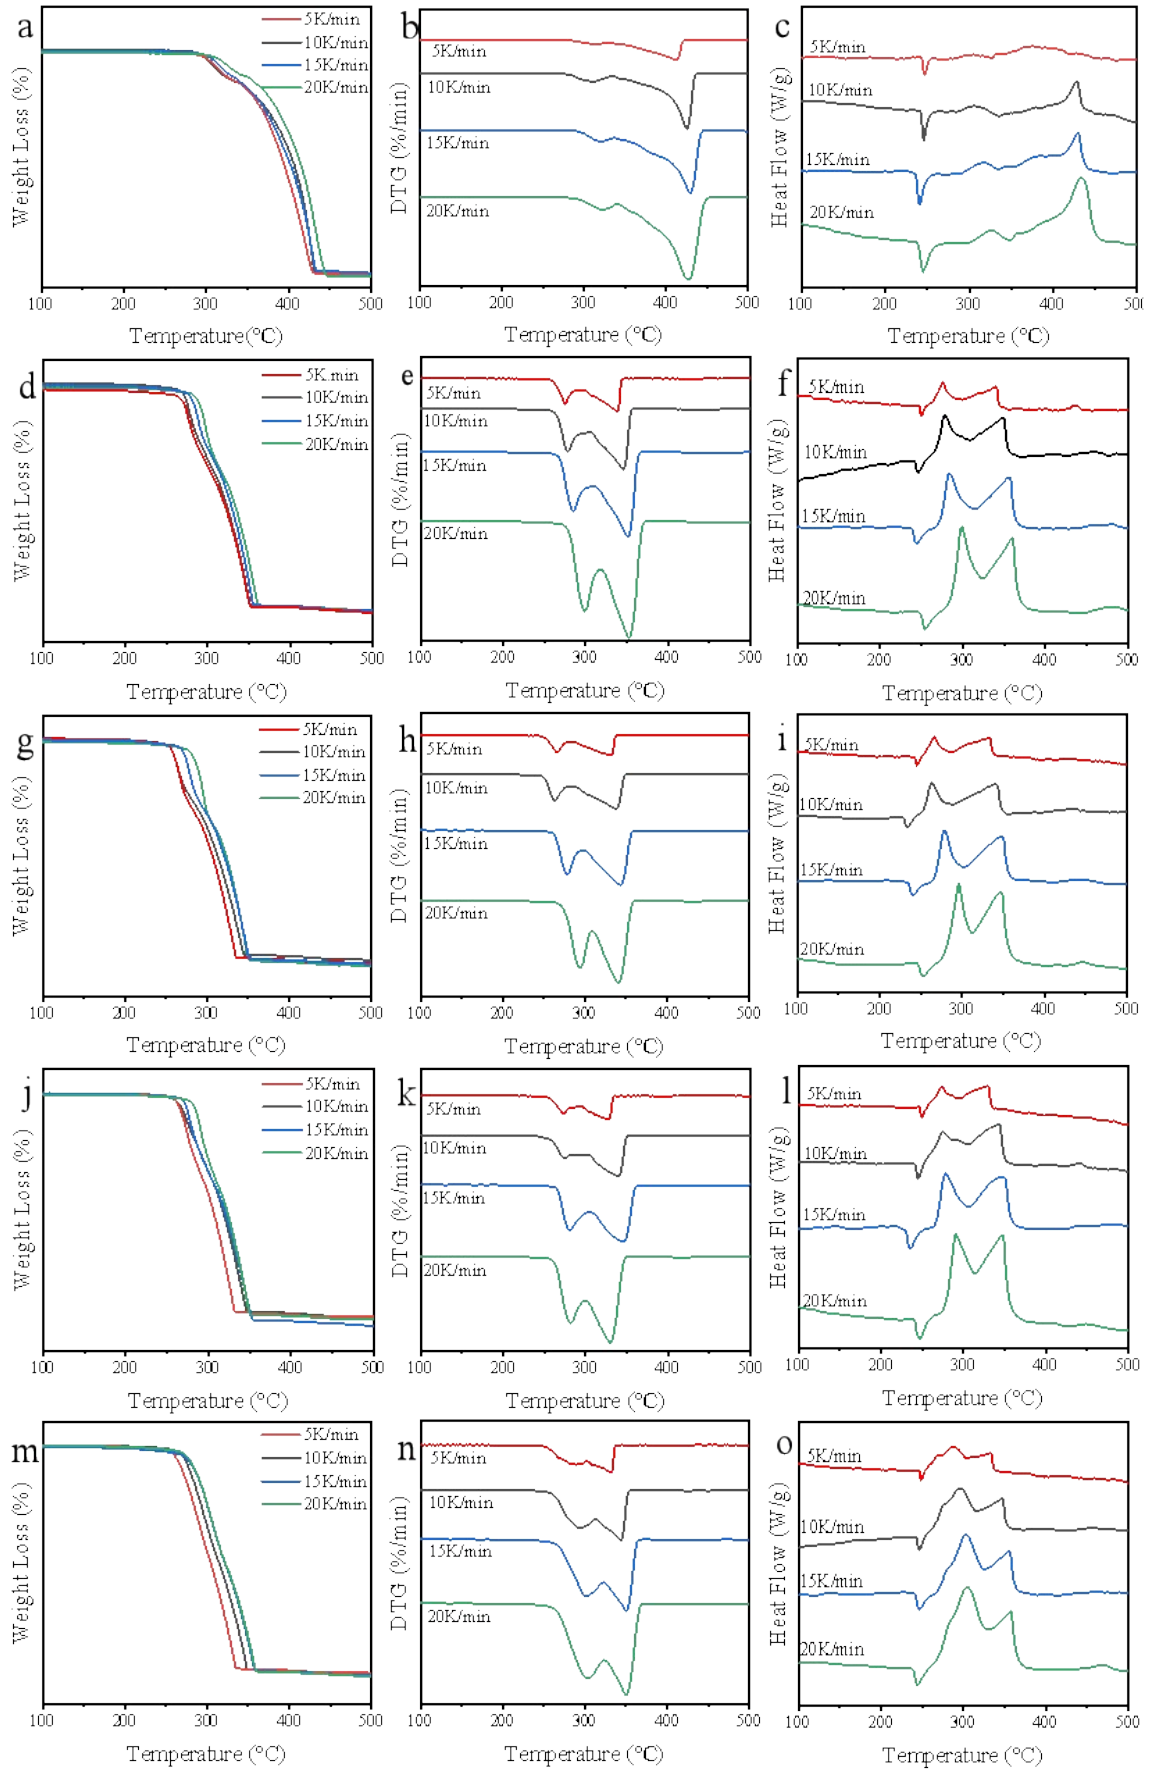 a
5K/min
10K/min
15K/min
20K/min
Weight Loss (%)
100 200 300 400 500
Temperature(°C)
b
5K/min
10K/min
15K/min
20K/min
DTG (%/min)
100 200 300 400 500
Temperature (°C)
c
5K/min
10K/min
15K/min
20K/min
Heat Flow (W/g)
100 200 300 400 500
Temperature (°C)
d
5K.min
10K/min
15K/min
20K/min
Weight Loss (%)
100 200 300 400 500
Temperature (°C)
e
5K/min
10K/min
15K/min
20K/min
DTG (%/min)
100 200 300 400 500
Temperature (°C)
f
5K/min
10K/min
15K/min
20K/min
Heat Flow (W/g)
100 200 300 400 500
Temperature (°C)
g
5K/min
10K/min
15K/min
20K/min
Weight Loss (%)
100 200 300 400 500
Temperature (°C)
h
5K/min
10K/min
15K/min
20K/min
DTG (%/min)
100 200 300 400 500
Temperature (°C)
i
5K/min
10K/min
15K/min
20K/min
Heat Flow (W/g)
100 200 300 400 500
Temperature (°C)
j
5K/min
10K/min
15K/min
20K/min
Weight Loss (%)
100 200 300 400 500
Temperature (°C)
k
5K/min
10K/min
15K/min
20K/min
DTG (%/min)
100 200 300 400 500
Temperature (°C)
l
5K/min
10K/min
15K/min
20K/min
Heat Flow (W/g)
100 200 300 400 500
Temperature (°C)
m
5K/min
10K/min
15K/min
20K/min
Weight Loss (%)
100 200 300 400 500
Temperature (°C)
n
5K/min
10K/min
15K/min
20K/min
DTG (%/min)
100 200 300 400 500
Temperature (°C)
o
5K/min
10K/min
15K/min
20K/min
Heat Flow (W/g)
100 200 300 400 500
Temperature (°C)